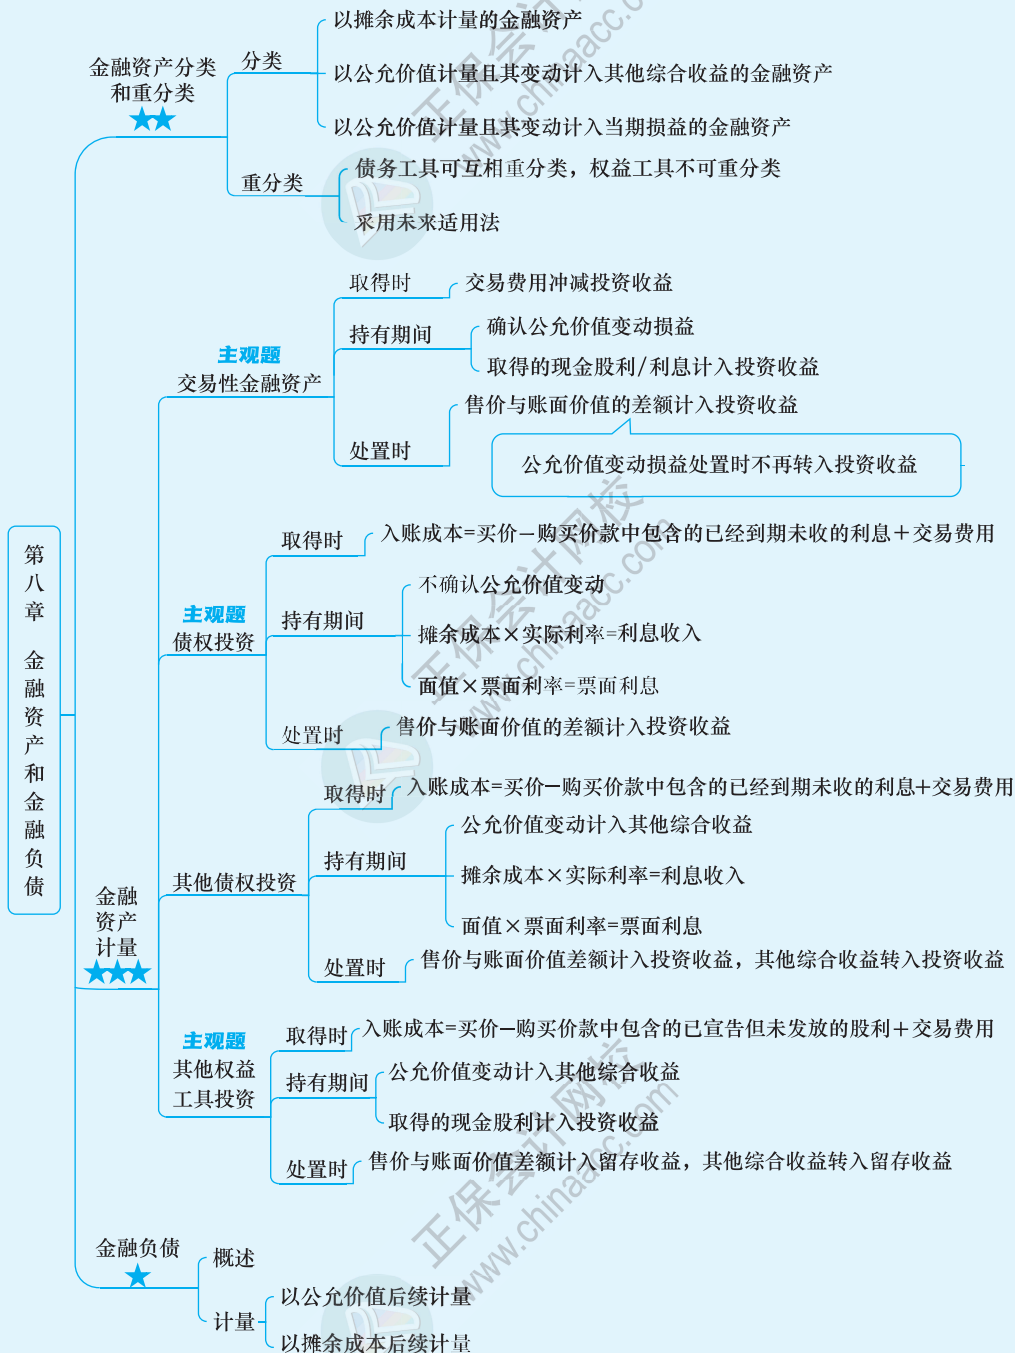 第八章 金融资产和金融负债
金融资产分类
和重分类
★★
分类
以摊余成本计量的金融资产
以公允价值计量且其变动计入其他综合收益的金融资产
以公允价值计量且其变动计入当期损益的金融资产
重分类
债务工具可互相重分类，权益工具不可重分类
采用未来适用法
金融
资产
计量
★★★
主观题
交易性金融资产
取得时
交易费用冲减投资收益
持有期间
确认公允价值变动损益
取得的现金股利/利息计入投资收益
处置时
售价与账面价值的差额计入投资收益
公允价值变动损益处置时不再转入投资收益
主观题
债权投资
取得时
入账成本=买价—购买价款中包含的已经到期未收的利息＋交易费用
持有期间
不确认公允价值变动
摊余成本×实际利率=利息收入
面值×票面利率=票面利息
处置时
售价与账面价值的差额计入投资收益
其他债权投资
取得时
入账成本=买价—购买价款中包含的已经到期未收的利息+交易费用
持有期间
公允价值变动计入其他综合收益
摊余成本×实际利率=利息收入
面值×票面利率=票面利息
处置时
售价与账面价值差额计入投资收益，其他综合收益转入投资收益
主观题
其他权益
工具投资
取得时
入账成本=买价—购买价款中包含的已宣告但未发放的股利＋交易费用
持有期间
公允价值变动计入其他综合收益
取得的现金股利计入投资收益
处置时
售价与账面价值差额计入留存收益，其他综合收益转入留存收益
金融负债
★
概述
计量
以公允价值后续计量
以摊余成本后续计量
正保会计网校
www.chinaacc.com
正保会计网校
www.chinaacc.com
正保会计网校
www.chinaacc.com